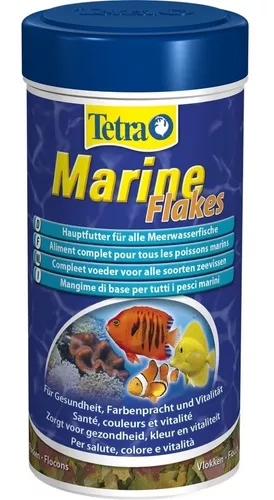 Tetra
Marine
Flakes
Hauptfutter für alle Meerwasserfische
Aliment complet pour tous les poissons marins
Compleet voeder voor alle soorten zeevissen
Mangime di base per tutti i pesci marini
Für Gesundheit, Farbenpracht und Vitalität
Santé, couleurs et vitalité
Zorgt voor gezondheid, kleur en vitaliteit
Per salute, colore e vitalità
Flocons
Vlokken